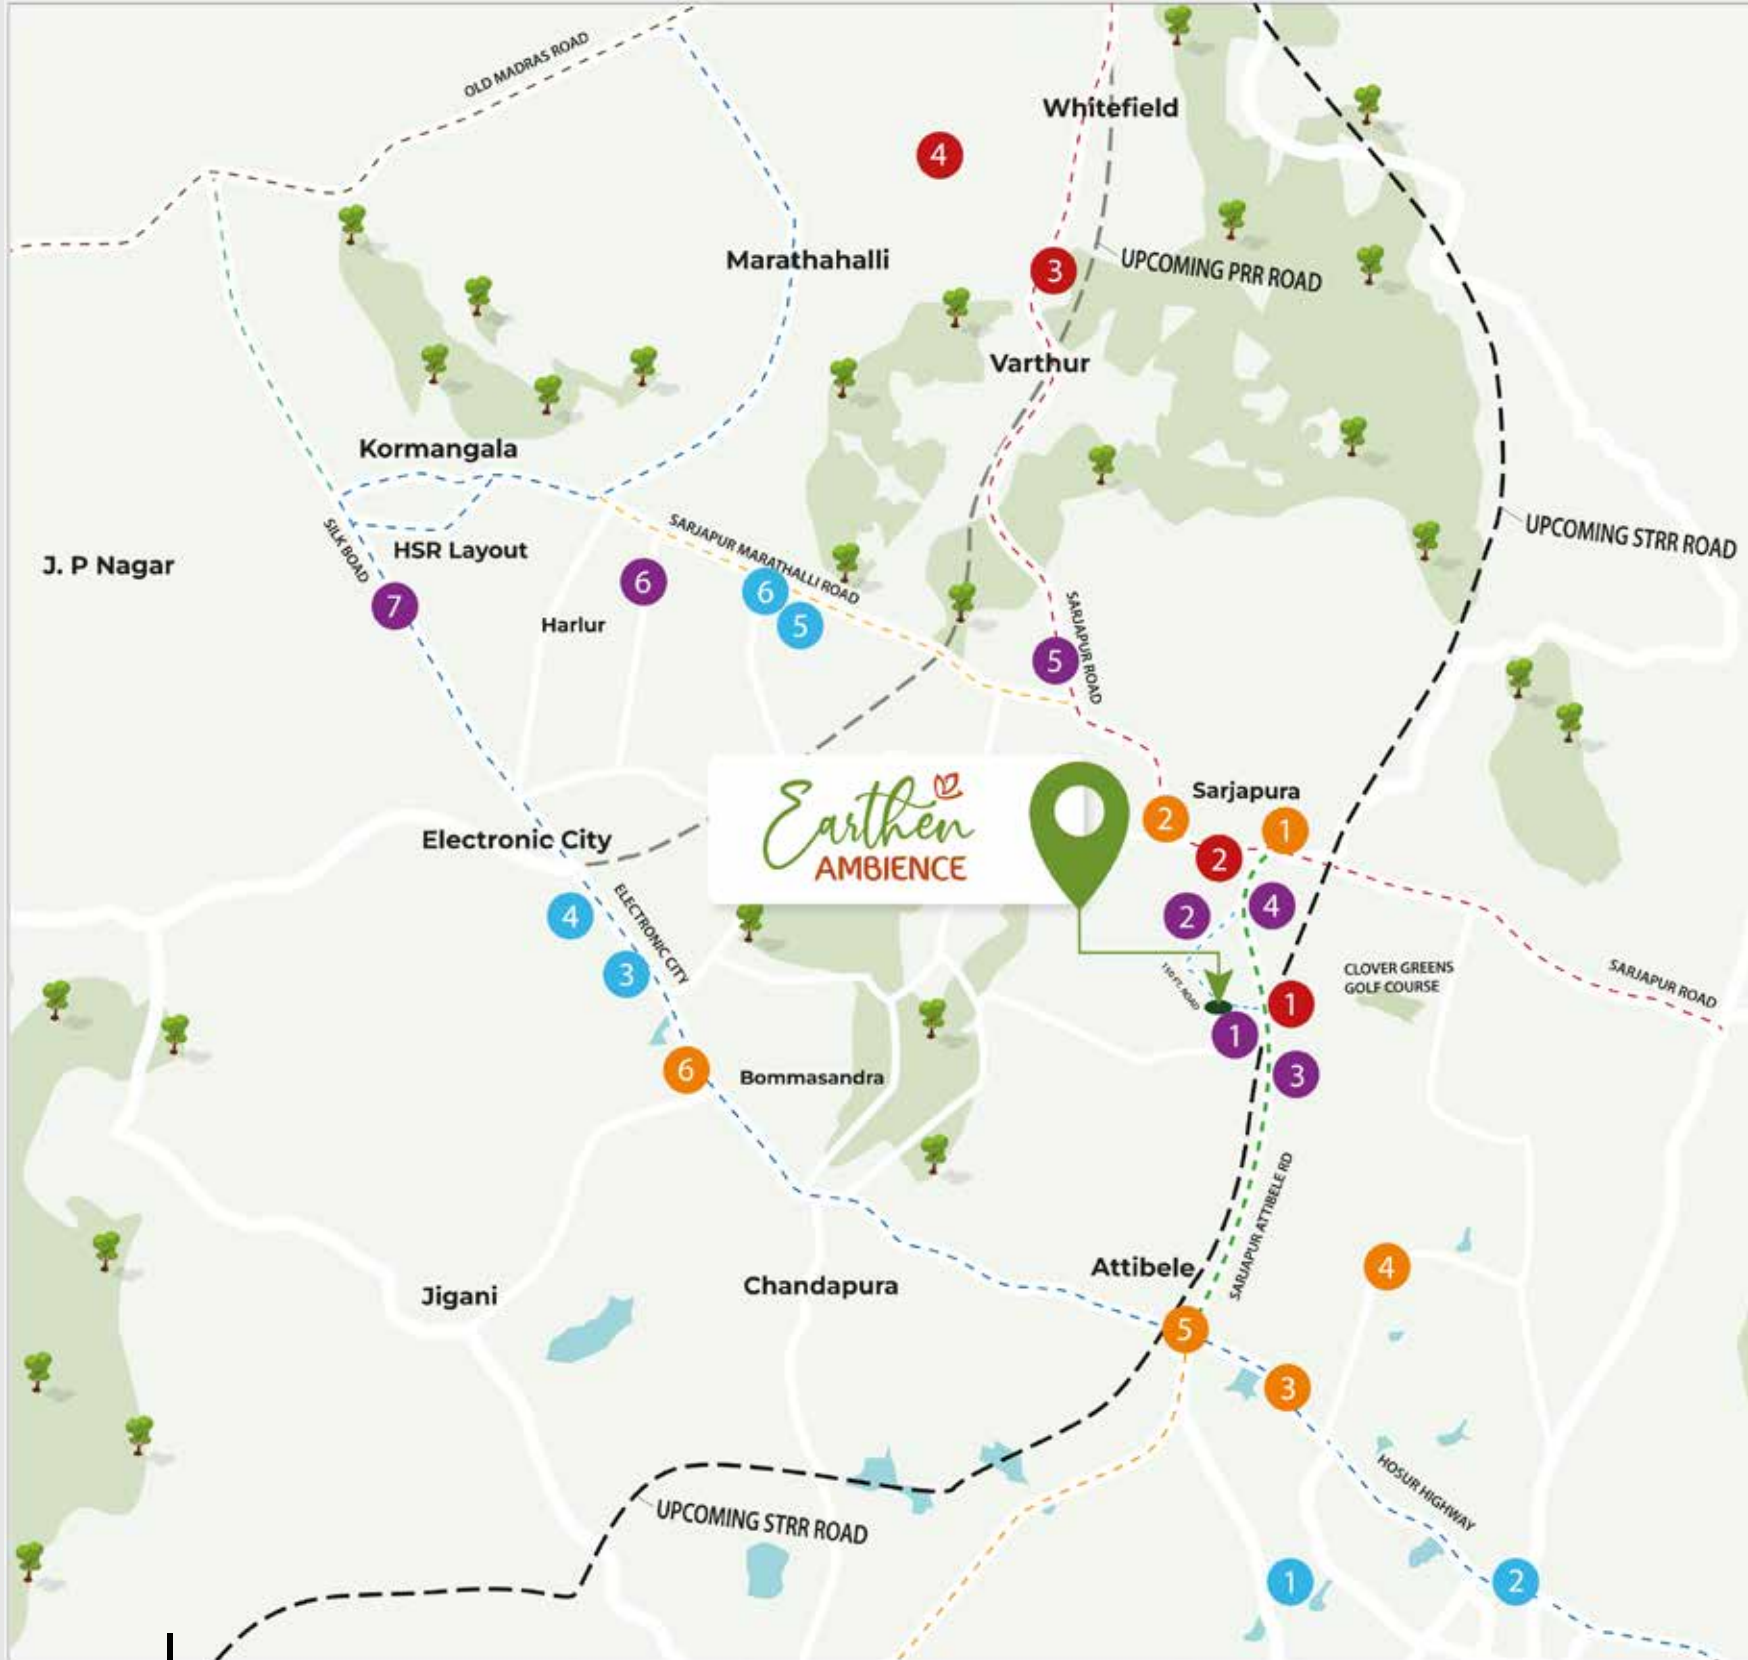 OLD MADRAS ROAD
Whitefield
4
Marathahalli
UPCOMING PRR ROAD
3
Varthur
Kormangala
SILK BOAD
HSR Layout
SARJAPUR MARATHALLI ROAD
UPCOMING STRR ROAD
J. P Nagar
6
6
7
5
Harlur
SARJAPUR ROAD
5
Earthen
AMBIENCE
Sarjapura
2
1
2
Electronic City
ELECTRONIC CITY
4
2
4
3
150 FT. ROAD
1
CLOVER GREENS
GOLF COURSE
SARJAPUR ROAD
1
6
Bommasandra
3
SARJAPUR ATTIBELE RD
Attibele
4
Jigani
Chandapura
5
3
HOSUR HIGHWAY
UPCOMING STRR ROAD
1
2